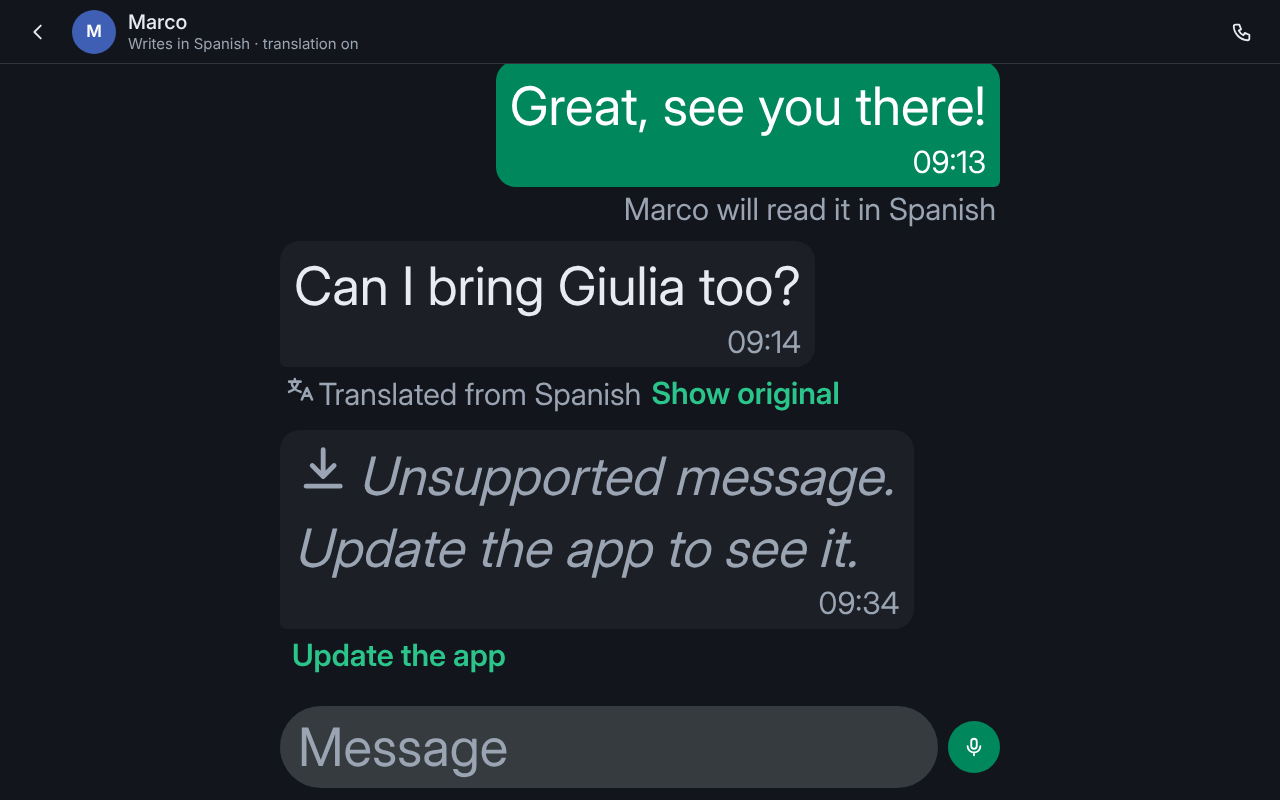 M
Marco
Writes in Spanish · translation on
Great, see you there!
09:13
Marco will read it in Spanish
Can I bring Giulia too?
09:14
Translated from Spanish Show original
Unsupported message.
Update the app to see it.
09:34
Update the app
Message